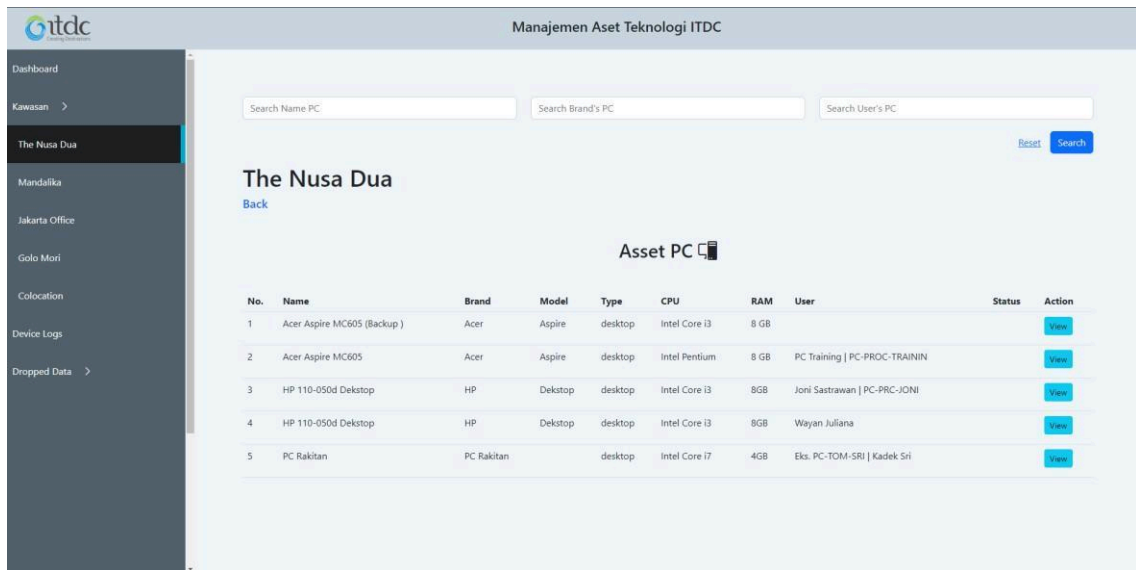 itdc
Manajemen Aset Teknologi ITDC
Dashboard
Kawasan >
The Nusa Dua
Mandalika
Jakarta Office
Golo Mori
Colocation
Device Logs
Dropped Data >
Search Name PC
Search Brand's PC
Search User's PC
Reset Search
The Nusa Dua
Back
Asset PC
No. Name Brand Model Type CPU RAM User Status Action
1 Acer Aspire MC605 (Backup ) Acer Aspire desktop Intel Core i3 8 GB View
2 Acer Aspire MC605 Acer Aspire desktop Intel Pentium 8 GB PC Training | PC-PROC-TRAININ View
3 HP 110-050d Dekstop HP Dekstop desktop Intel Core i3 8GB Joni Sastrawan | PC-PRC-JONI View
4 HP 110-050d Dekstop HP Dekstop desktop Intel Core i3 8GB Wayan Juliana View
5 PC Rakitan PC Rakitan desktop Intel Core i7 4GB Eks. PC-TOM-SRI | Kadek Sri View